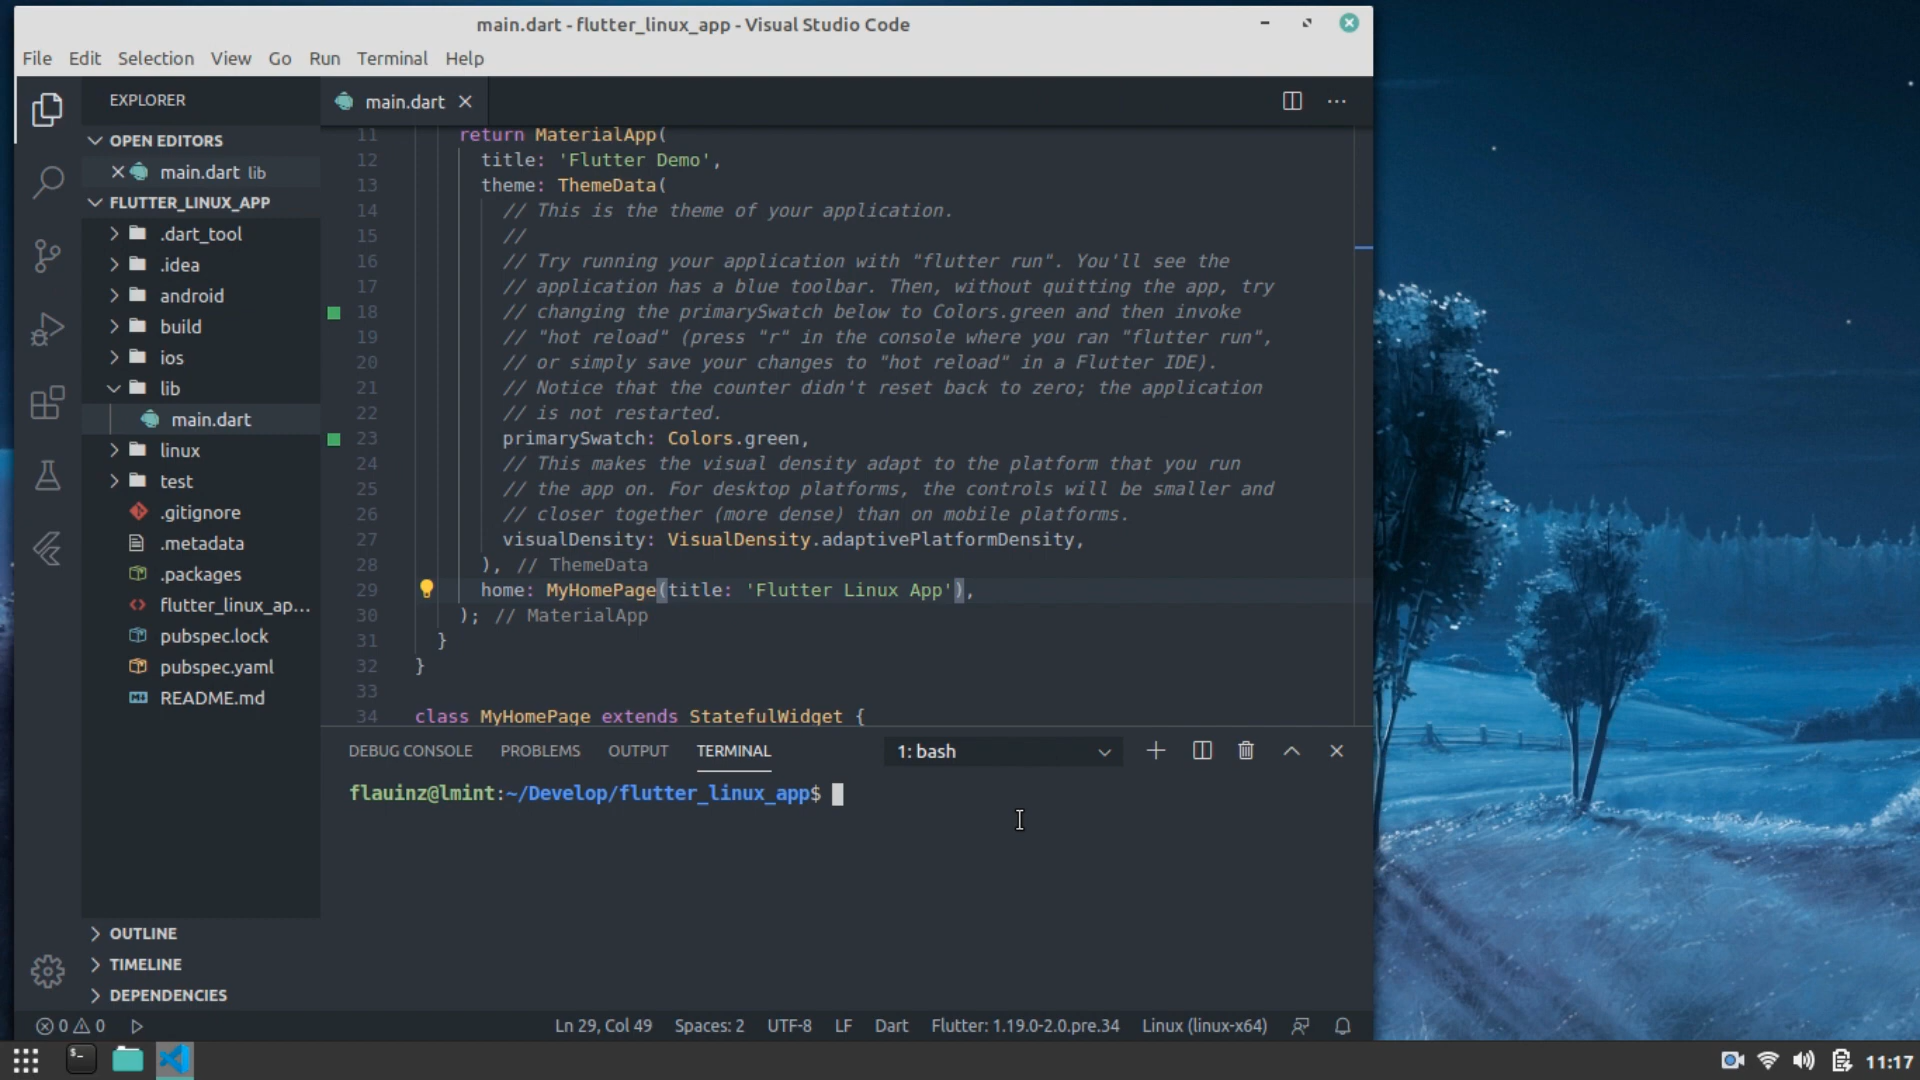 main.dart - flutter_linux_app - Visual Studio Code
File Edit Selection View Go Run Terminal Help
EXPLORER
OPEN EDITORS
main.dart lib
FLUTTER_LINUX_APP
.dart_tool
.idea
android
build
ios
lib
main.dart
linux
test
.gitignore
.metadata
.packages
flutter_linux_ap...
pubspec.lock
pubspec.yaml
README.md
OUTLINE
TIMELINE
DEPENDENCIES
main.dart
11 return MaterialApp(
12 title: 'Flutter Demo',
13 theme: ThemeData(
14 // This is the theme of your application.
15 //
16 // Try running your application with "flutter run". You'll see the
17 // application has a blue toolbar. Then, without quitting the app, try
18 // changing the primarySwatch below to Colors.green and then invoke
19 // "hot reload" (press "r" in the console where you ran "flutter run",
20 // or simply save your changes to "hot reload" in a Flutter IDE).
21 // Notice that the counter didn't reset back to zero; the application
22 // is not restarted.
23 primarySwatch: Colors.green,
24 // This makes the visual density adapt to the platform that you run
25 // the app on. For desktop platforms, the controls will be smaller and
26 // closer together (more dense) than on mobile platforms.
27 visualDensity: VisualDensity.adaptivePlatformDensity,
28 ), // ThemeData
29 home: MyHomePage(title: 'Flutter Linux App'),
30 ); // MaterialApp
31 }
32 }
33
34 class MyHomePage extends StatefulWidget {
DEBUG CONSOLE PROBLEMS OUTPUT TERMINAL 1: bash
flauinz@lmint:~/Develop/flutter_linux_app$
0 0 Ln 29, Col 49 Spaces: 2 UTF-8 LF Dart Flutter: 1.19.0-2.0.pre.34 Linux (linux-x64)
11:17